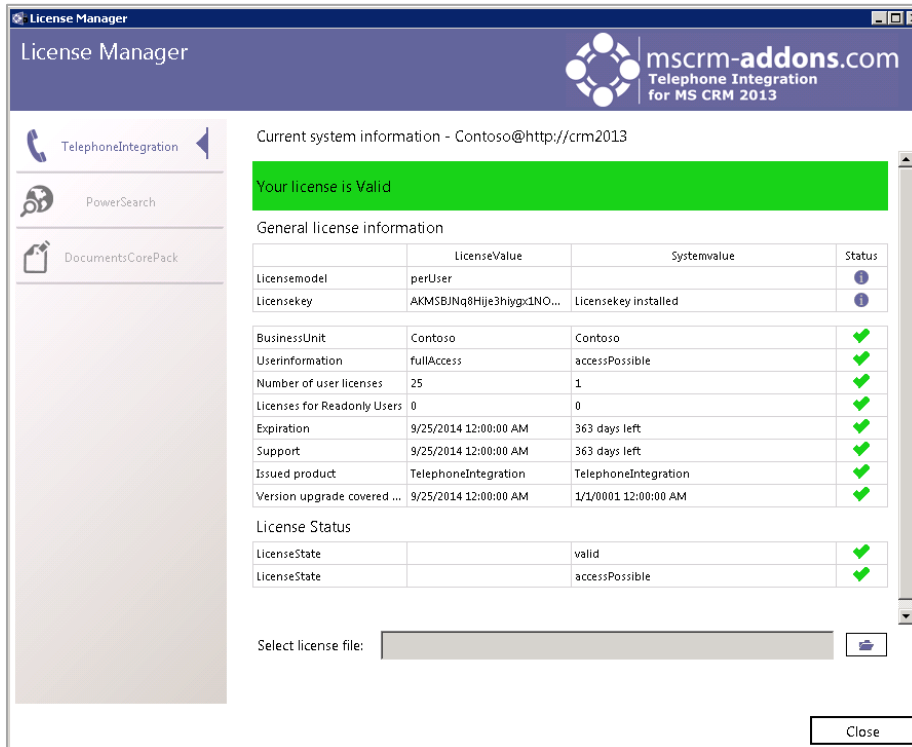 License Manager
License Manager
mscrm-addons.com
Telephone Integration
for MS CRM 2013
TelephoneIntegration
PowerSearch
DocumentsCorePack
Current system information - Contoso@http://crm2013
Your license is Valid
General license information
LicenseValue Systemvalue Status
Licensemodel perUser
Licensekey AKMSBJNq8Hije3hiygx1NO... Licensekey installed
BusinessUnit Contoso Contoso
Userinformation fullAccess accessPossible
Number of user licenses 25 1
Licenses for Readonly Users 0 0
Expiration 9/25/2014 12:00:00 AM 363 days left
Support 9/25/2014 12:00:00 AM 363 days left
Issued product TelephoneIntegration TelephoneIntegration
Version upgrade covered ... 9/25/2014 12:00:00 AM 1/1/0001 12:00:00 AM
License Status
LicenseState valid
LicenseState accessPossible
Select license file:
Close